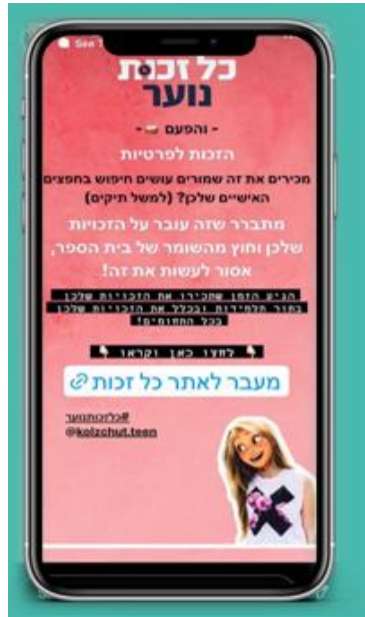 See
כל זכות
נוער
- והפעם -
הזכות לפרטיות
מכירים את זה שמורים עושים חיפוש בחפצים
האישיים שלכן? (למשל תיקים)
מתברר שזה עובר על הזכויות
שלכן וחוץ מהשומר של בית הספר,
אסור לעשות את זה!
הגיע הזמן שתכירו את הזכויות שלכן
בתור תלמידות ובכלל את הזכויות שלכן
בכל התחומים!
לחצו כאן וקראו
מעבר לאתר כל זכות
#כלזכותנוער
@kolzchut.teen